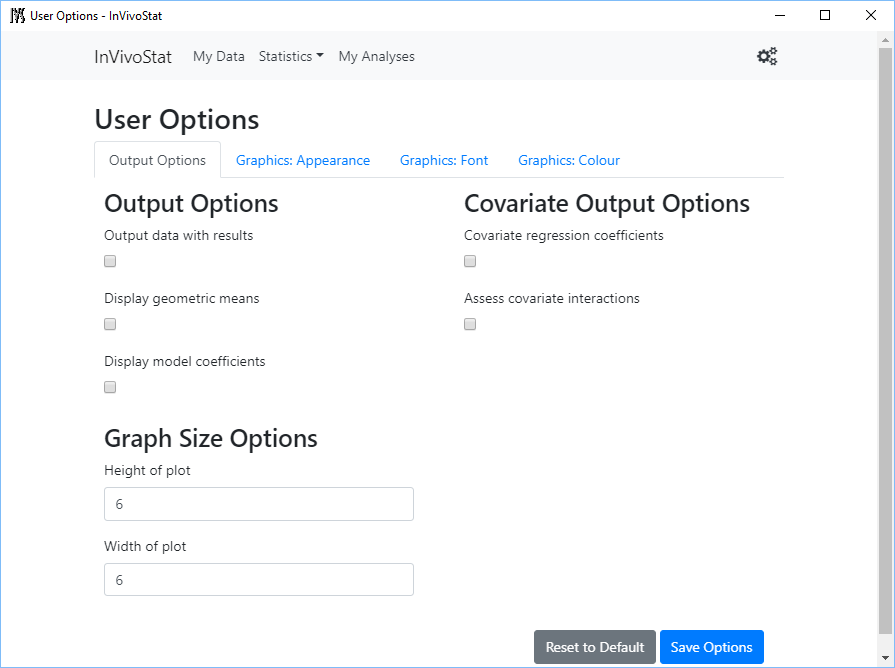 User Options - InVivoStat
InVivoStat My Data Statistics My Analyses
User Options
Output Options Graphics: Appearance Graphics: Font Graphics: Colour
Output Options
Output data with results
Display geometric means
Display model coefficients
Covariate Output Options
Covariate regression coefficients
Assess covariate interactions
Graph Size Options
Height of plot
6
Width of plot
6
Reset to Default Save Options